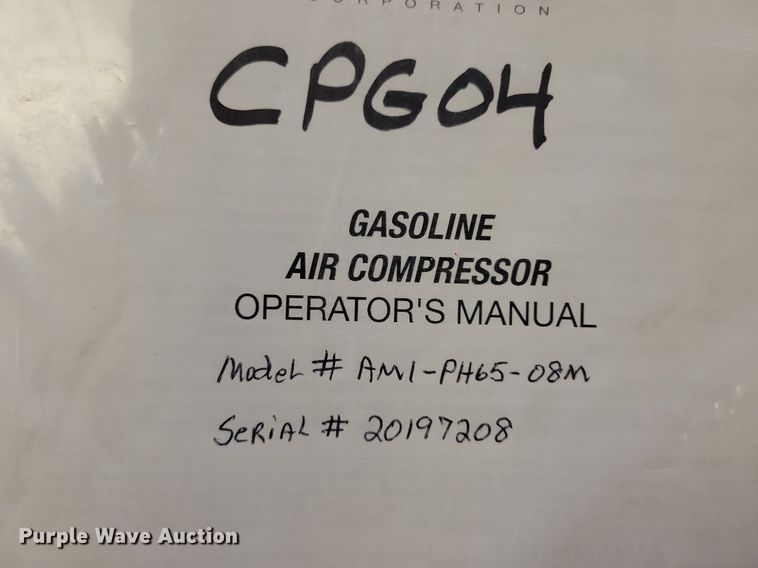 CORPORATION
CPG04
GASOLINE
AIR COMPRESSOR
OPERATOR'S MANUAL
Model # AM1-PH65-08M
SeRiAL # 20197208
Purple Wave Auction